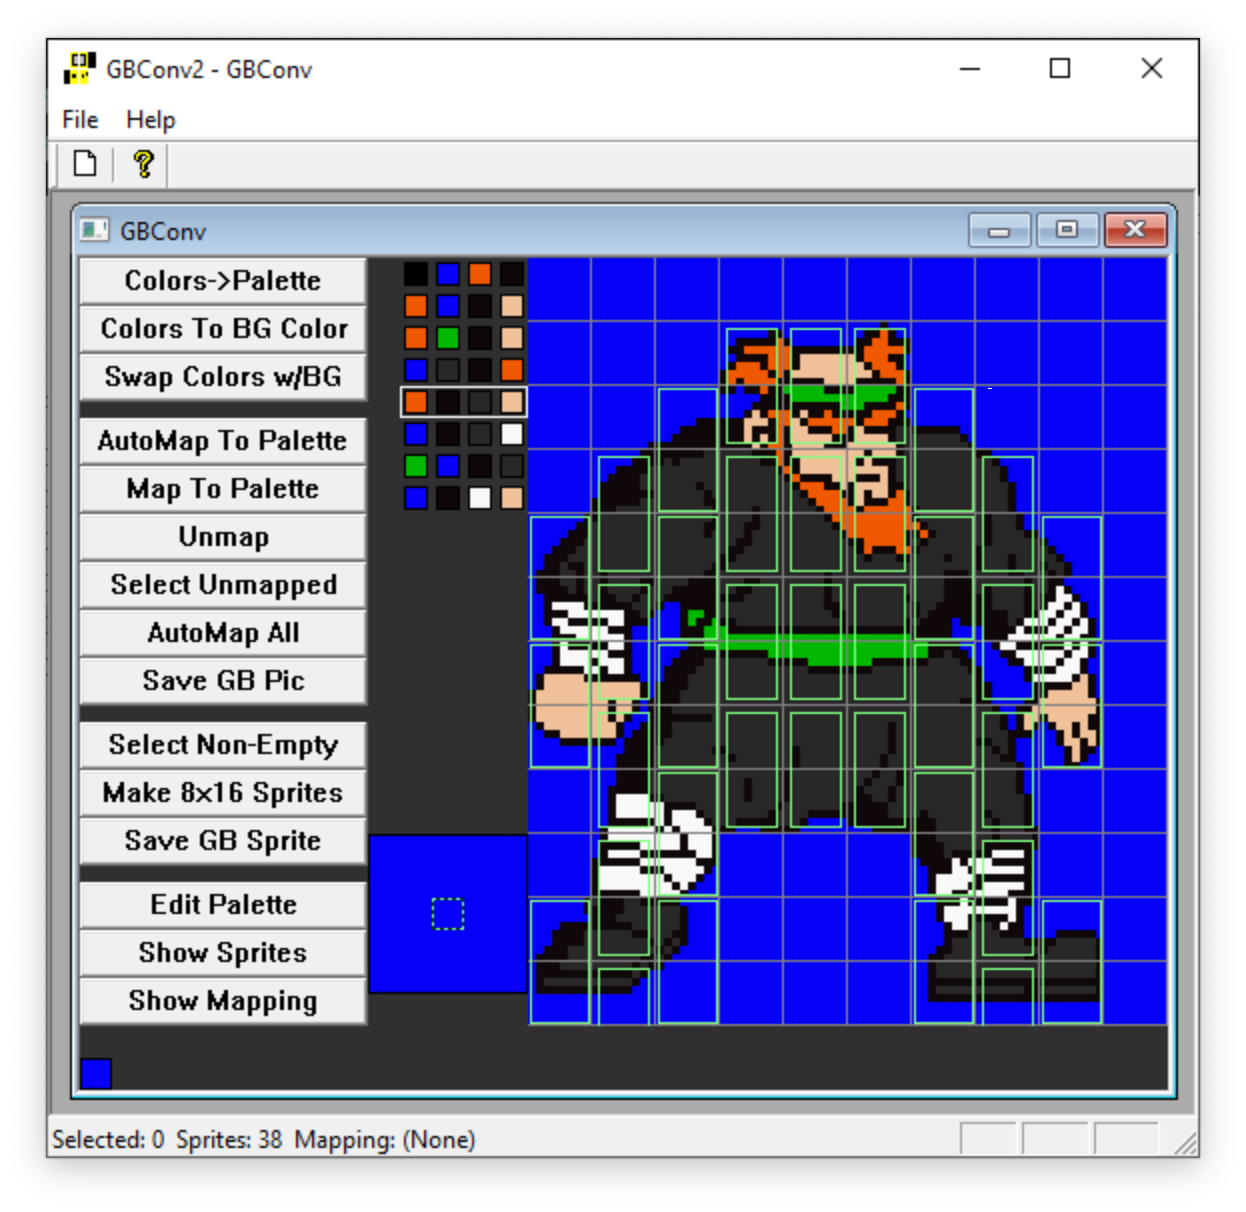 GBConv2 - GBConv
File Help
GBConv
Colors->Palette
Colors To BG Color
Swap Colors w/BG
AutoMap To Palette
Map To Palette
Unmap
Select Unmapped
AutoMap All
Save GB Pic
Select Non-Empty
Make 8x16 Sprites
Save GB Sprite
Edit Palette
Show Sprites
Show Mapping
Selected: 0 Sprites: 38 Mapping: (None)